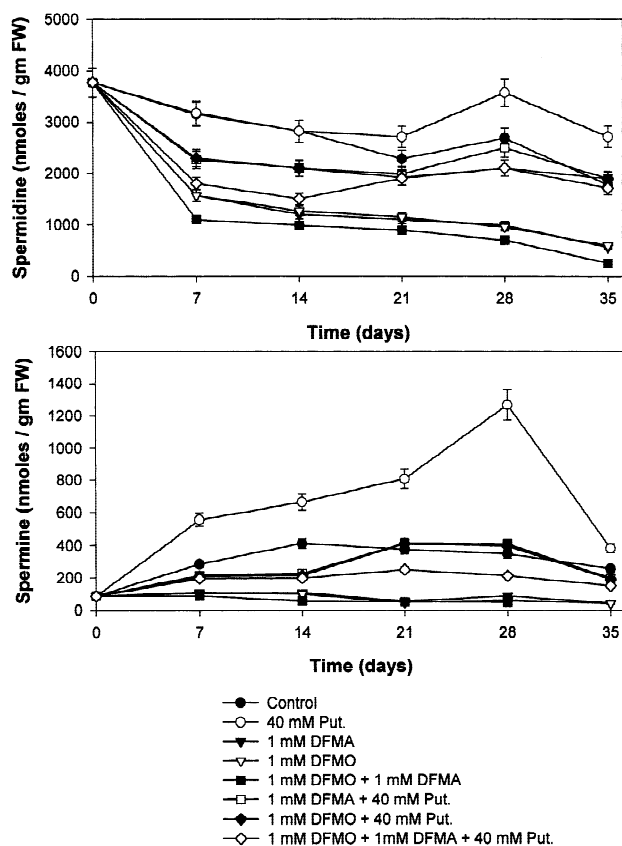 5000
4000
3000
2000
1000
0
Spermidine (nmoles / gm FW)
0 7 14 21 28 35
Time (days)
1600
1400
1200
1000
800
600
400
200
0
Spermine (nmoles / gm FW)
0 7 14 21 28 35
Time (days)
Control
40 mM Put.
1 mM DFMA
1 mM DFMO
1 mM DFMO + 1 mM DFMA
1 mM DFMA + 40 mM Put.
1 mM DFMO + 40 mM Put.
1 mM DFMO + 1mM DFMA + 40 mM Put.